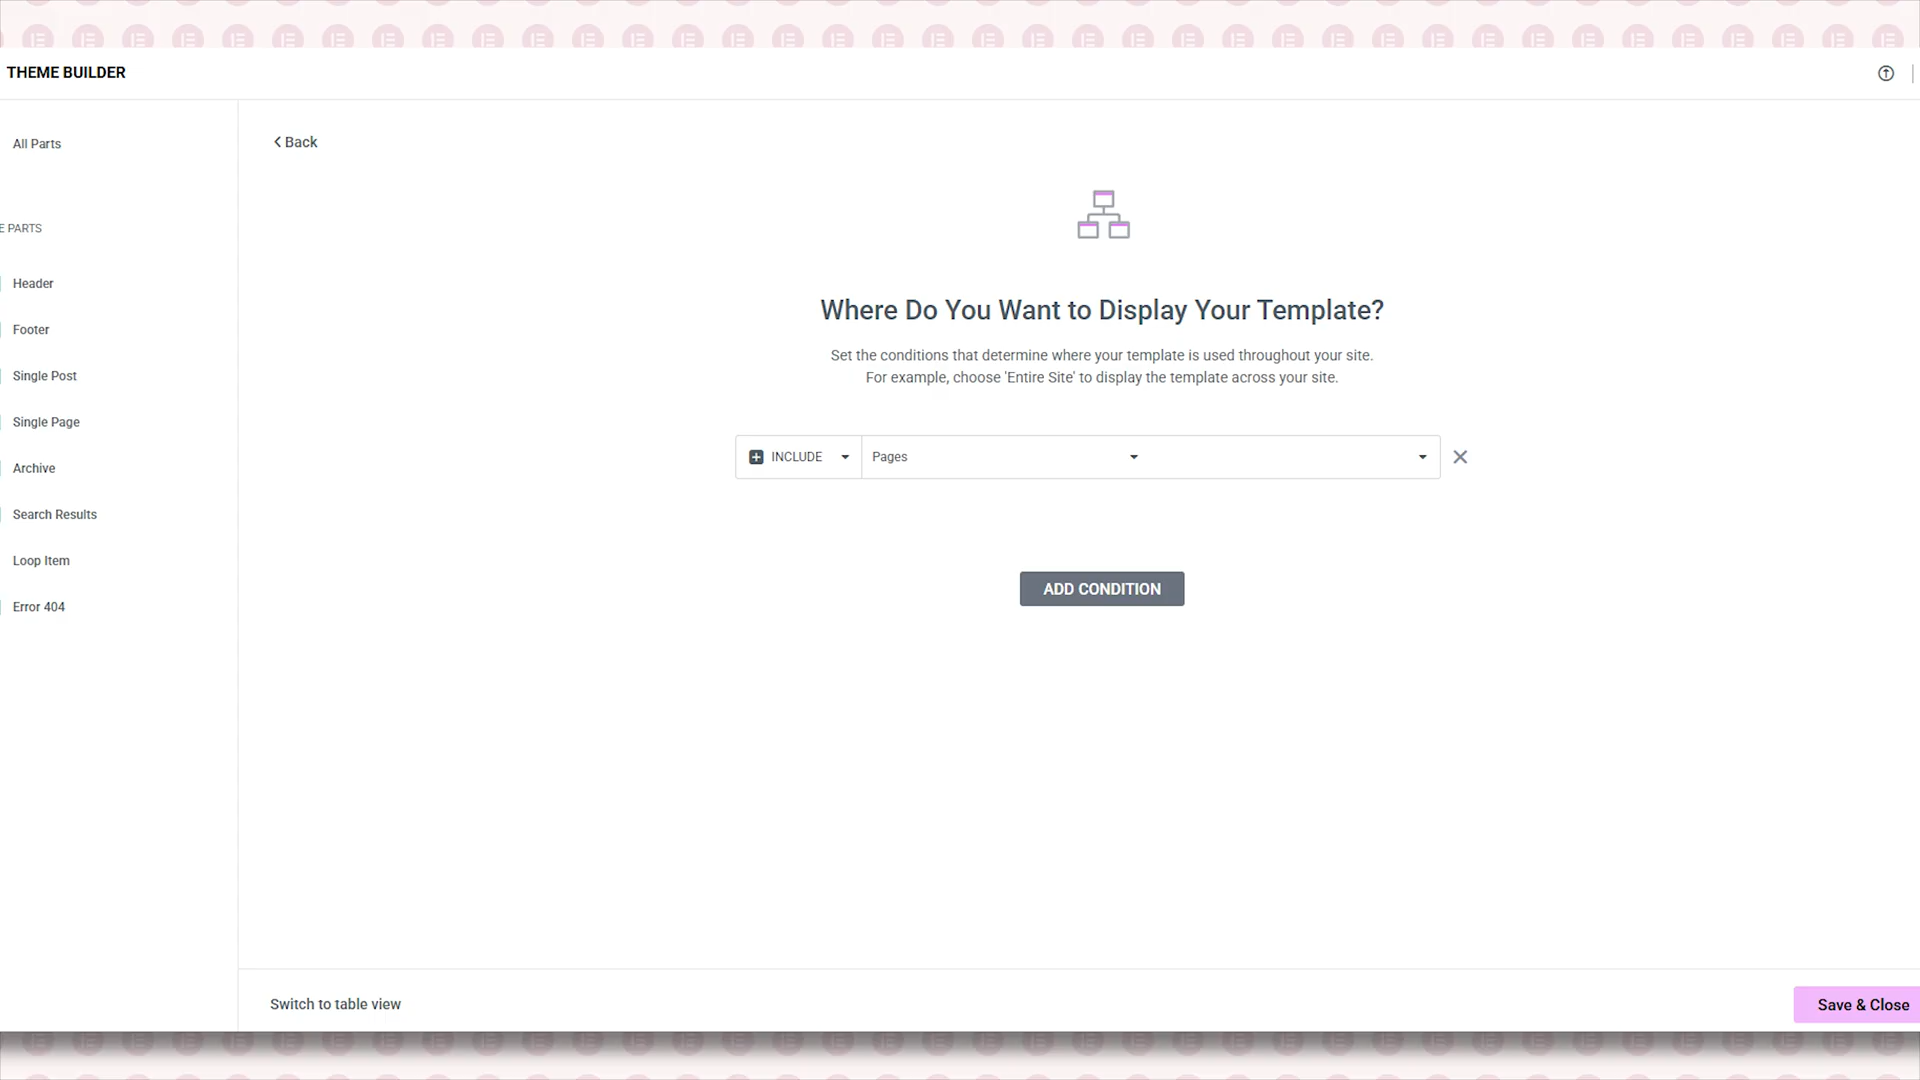 THEME BUILDER
All Parts
E PARTS
Header
Footer
Single Post
Single Page
Archive
Search Results
Loop Item
Error 404
Back
Where Do You Want to Display Your Template?
Set the conditions that determine where your template is used throughout your site.
For example, choose 'Entire Site' to display the template across your site.
INCLUDE Pages
ADD CONDITION
Switch to table view
Save & Close